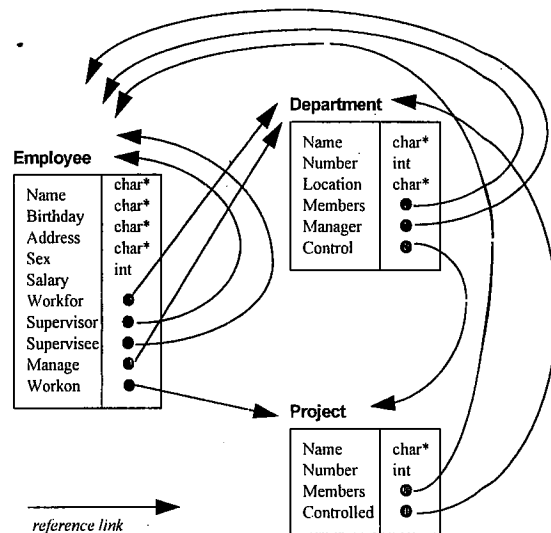 Department
Name char*
Number int
Location char*
Members
Manager
Control
Employee
Name char*
Birthday char*
Address char*
Sex char*
Salary int
Workfor
Supervisor
Supervisee
Manage
Workon
Project
Name char*
Number int
Members
Controlled
reference link